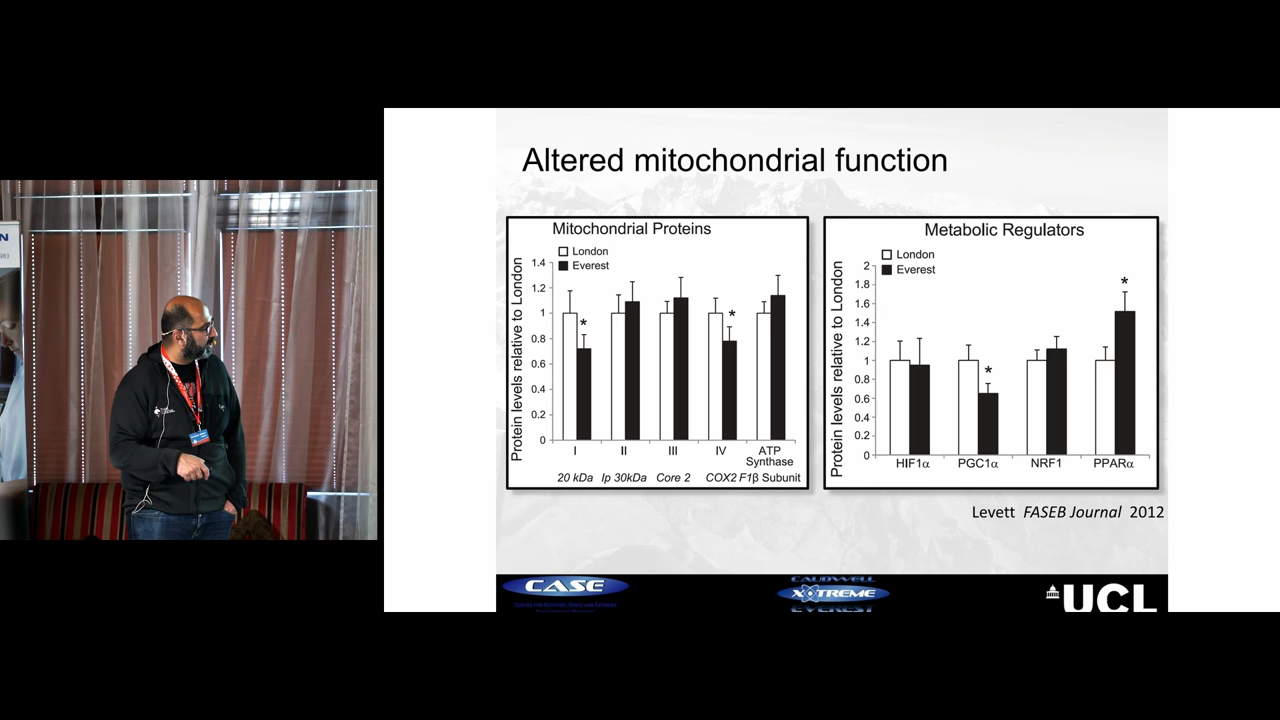 N
Altered mitochondrial function
Mitochondrial Proteins
London
Everest
Protein levels relative to London
1.4
1.2
1
0.8
0.6
0.4
0.2
0
*
*
I II III IV ATP
Synthase
20 kDa Ip 30kDa Core 2 COX2 F1β Subunit
Metabolic Regulators
London
Everest
Protein levels relative to London
2
1.8
1.6
1.4
1.2
1
0.8
0.6
0.4
0.2
0
*
*
HIF1α PGC1α NRF1 PPARα
Levett FASEB Journal 2012
CASE
CAUDWELL
XTREME
EVEREST
UCL